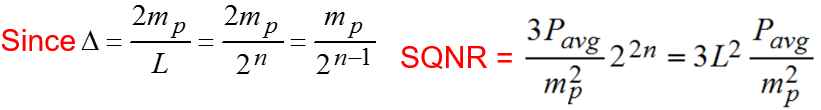 Since Δ = 2m_p / L = 2m_p / 2^n = m_p / 2^{n−1}
SQNR = 3P_avg / m_p^2 2^{2n} = 3L^2 P_avg / m_p^2